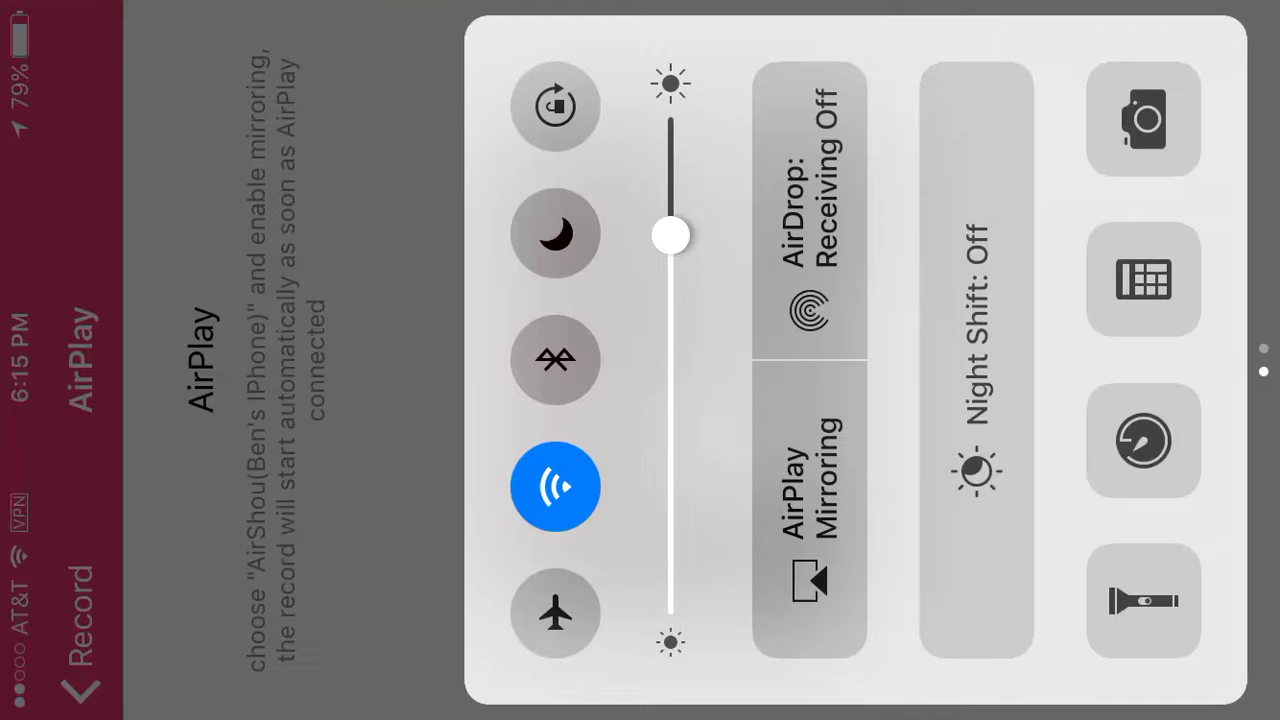 AT&T VPN 6:15 PM 79%
Record AirPlay
AirPlay
choose "AirShou(Ben's IPhone)" and enable mirroring,
the record will start automatically as soon as AirPlay
connected
AirPlay
Mirroring
AirDrop:
Receiving Off
Night Shift: Off